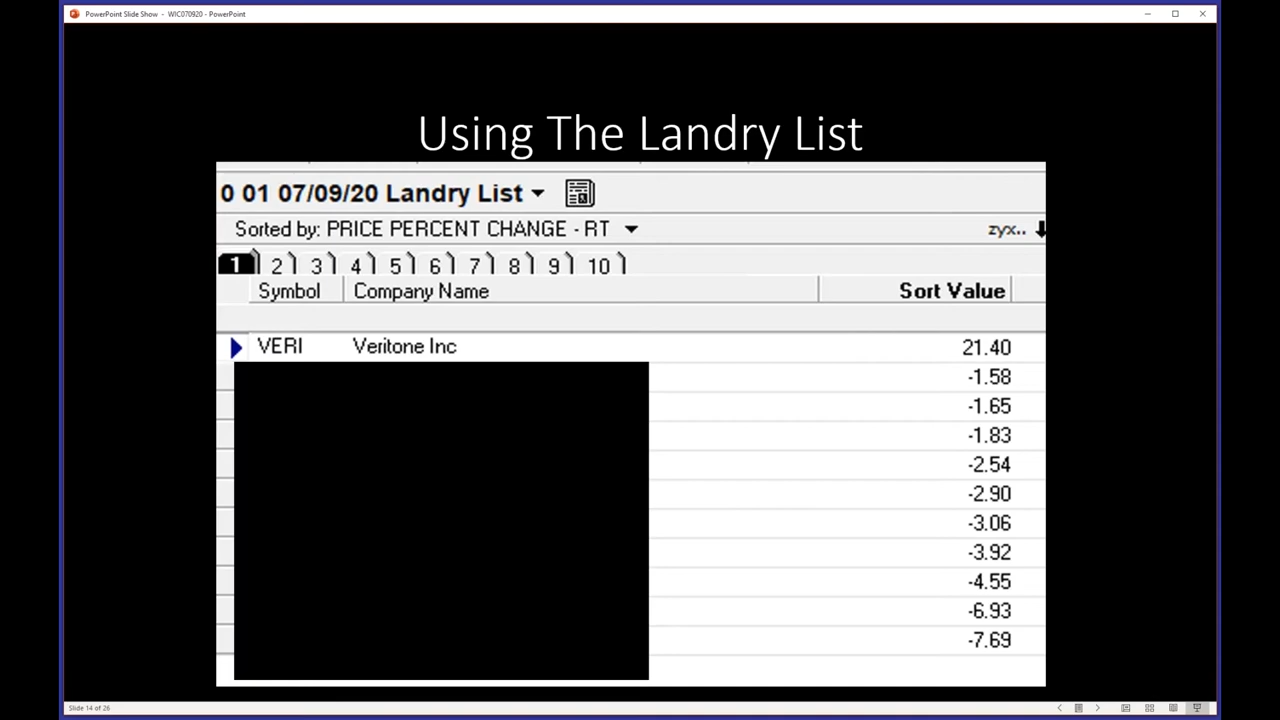 PowerPoint Slide Show - WIC070920 - PowerPoint
Using The Landry List
0 01 07/09/20 Landry List
Sorted by: PRICE PERCENT CHANGE - RT zyx..
1 2 3 4 5 6 7 8 9 10
Symbol Company Name Sort Value
VERI Veritone Inc 21.40
-1.58
-1.65
-1.83
-2.54
-2.90
-3.06
-3.92
-4.55
-6.93
-7.69
Slide 14 of 26